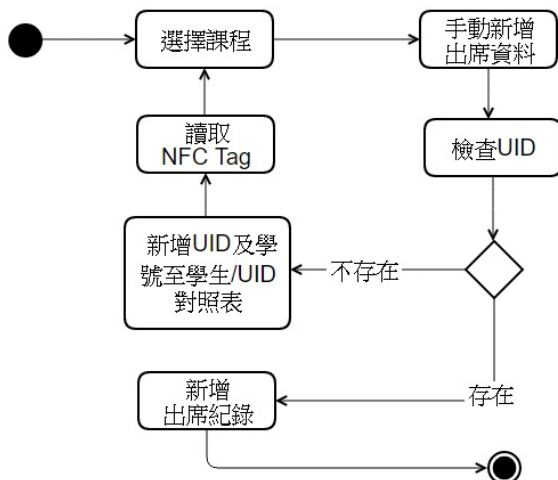 選擇課程
手動新增
出席資料
讀取
NFC Tag
檢查UID
新增UID及學
號至學生/UID
對照表
不存在
新增
出席紀錄
存在